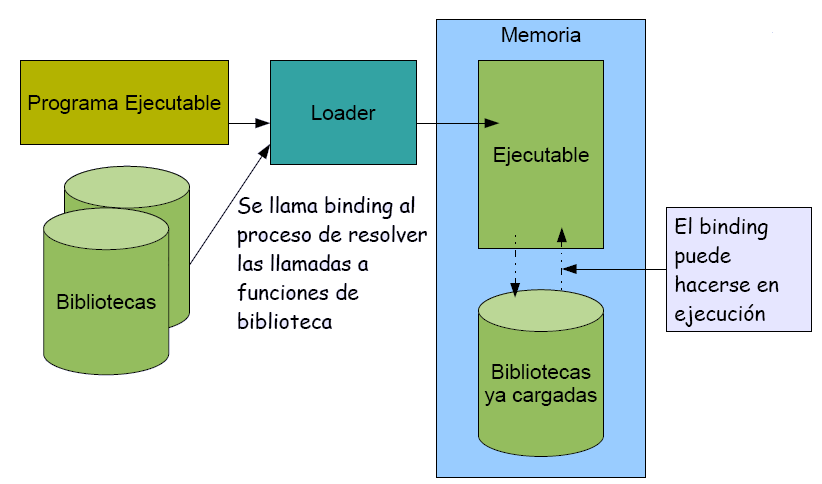 Memoria
Programa Ejecutable
Loader
Ejecutable
Se llama binding al
proceso de resolver
las llamadas a
funciones de
biblioteca
El binding
puede
hacerse en
ejecución
Bibliotecas
Bibliotecas
ya cargadas